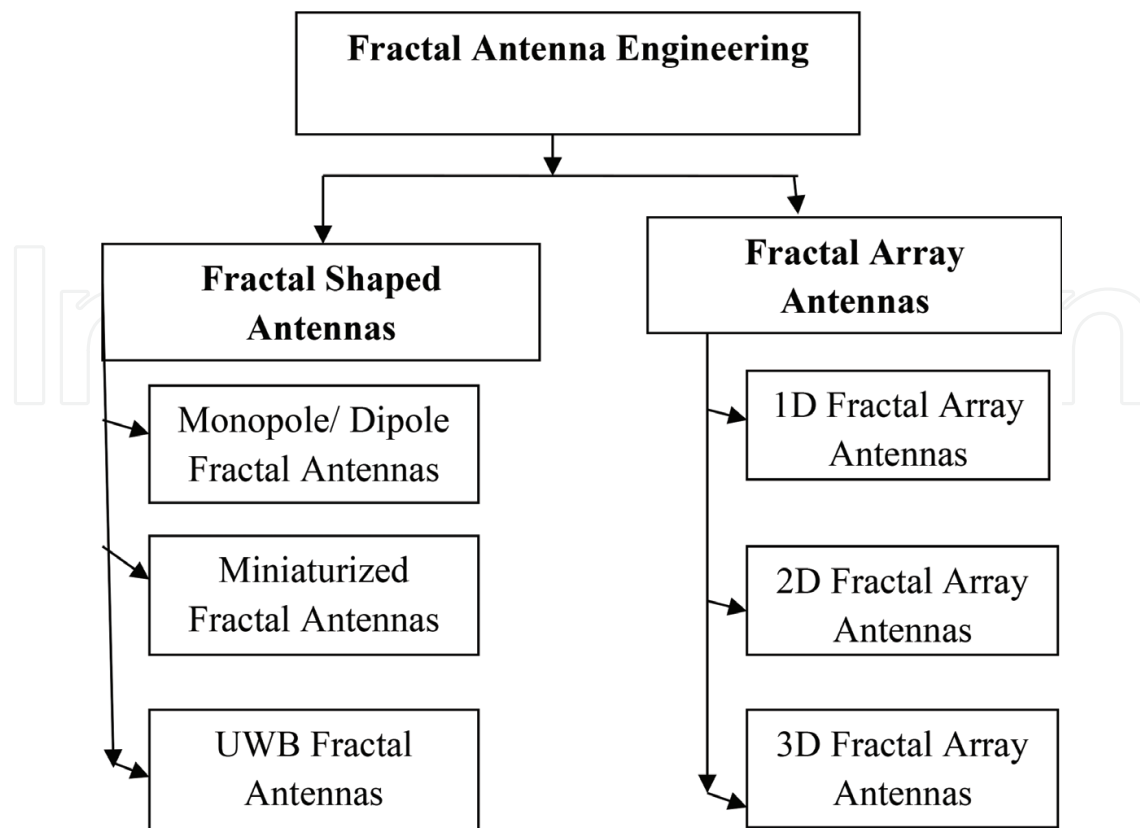 Fractal Antenna Engineering
Fractal Shaped
Antennas
Monopole/ Dipole
Fractal Antennas
Miniaturized
Fractal Antennas
UWB Fractal
Antennas
Fractal Array
Antennas
1D Fractal Array
Antennas
2D Fractal Array
Antennas
3D Fractal Array
Antennas